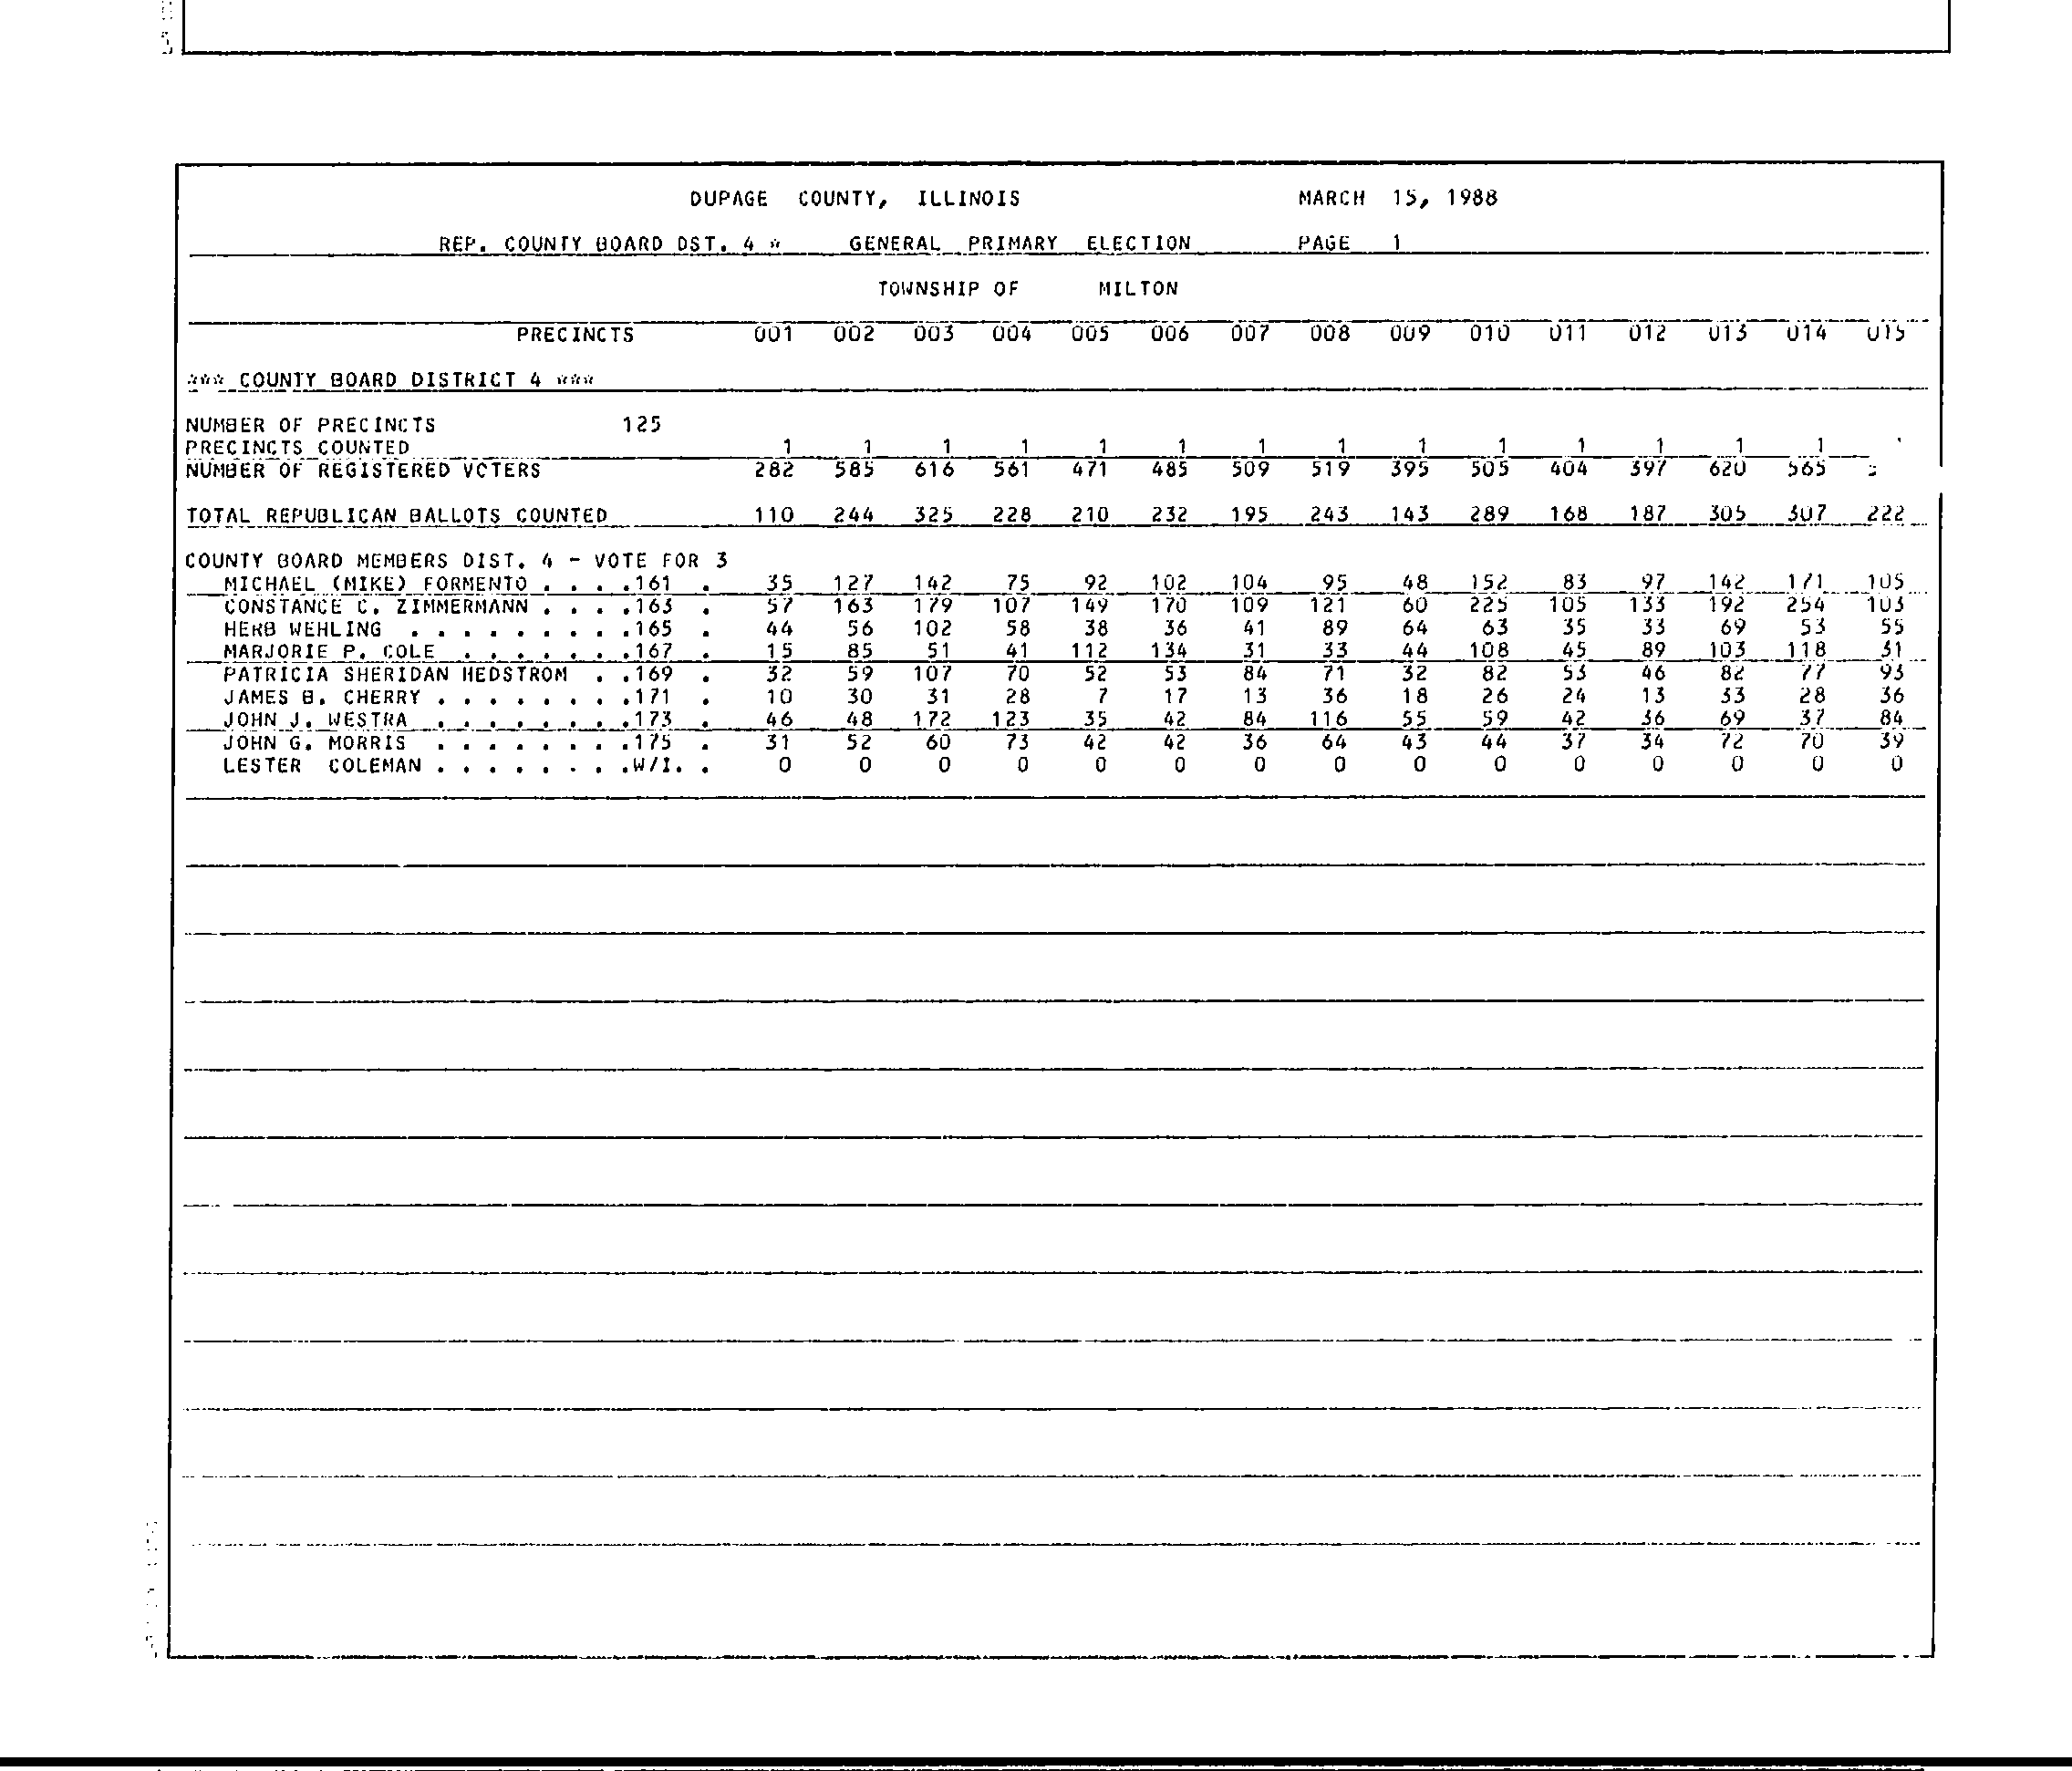 DUPAGE COUNTY, ILLINOIS MARCH 15, 1988
REP. COUNTY BOARD DST. 4 * GENERAL PRIMARY ELECTION PAGE 1
TOWNSHIP OF MILTON
PRECINCTS 001 002 003 004 005 006 007 008 009 010 011 012 013 014 015
*** COUNTY BOARD DISTRICT 4 ***
NUMBER OF PRECINCTS 125
PRECINCTS COUNTED 1 1 1 1 1 1 1 1 1 1 1 1 1 1
NUMBER OF REGISTERED VCTERS 282 585 616 561 471 485 509 519 395 505 404 397 620 565
TOTAL REPUBLICAN BALLOTS COUNTED 110 244 325 228 210 232 195 243 143 289 168 187 305 307 222
COUNTY BOARD MEMBERS DIST. 4 - VOTE FOR 3
MICHAEL (MIKE) FORMENTO . . . .161 . 35 127 142 75 92 102 104 95 48 152 83 97 142 171 105
CONSTANCE C. ZIMMERMANN . . . .163 . 57 163 179 107 149 170 109 121 60 225 105 133 192 254 103
HERB WEHLING . . . . . . . . .165 . 44 56 102 58 38 36 41 89 64 63 35 33 69 53 55
MARJORIE P. COLE . . . . . . .167 . 15 85 51 41 112 134 31 33 44 108 45 89 103 118 31
PATRICIA SHERIDAN HEDSTROM . .169 . 32 59 107 70 52 53 84 71 32 82 53 46 82 77 93
JAMES B. CHERRY . . . . . . . .171 . 10 30 31 28 7 17 13 36 18 26 24 13 33 28 36
JOHN J. WESTRA . . . . . . . .173 . 46 48 172 123 35 42 84 116 55 59 42 36 69 37 84
JOHN G. MORRIS . . . . . . . .175 . 31 52 60 73 42 42 36 64 43 44 37 34 72 70 39
LESTER COLEMAN . . . . . . . .W/I. . 0 0 0 0 0 0 0 0 0 0 0 0 0 0 0